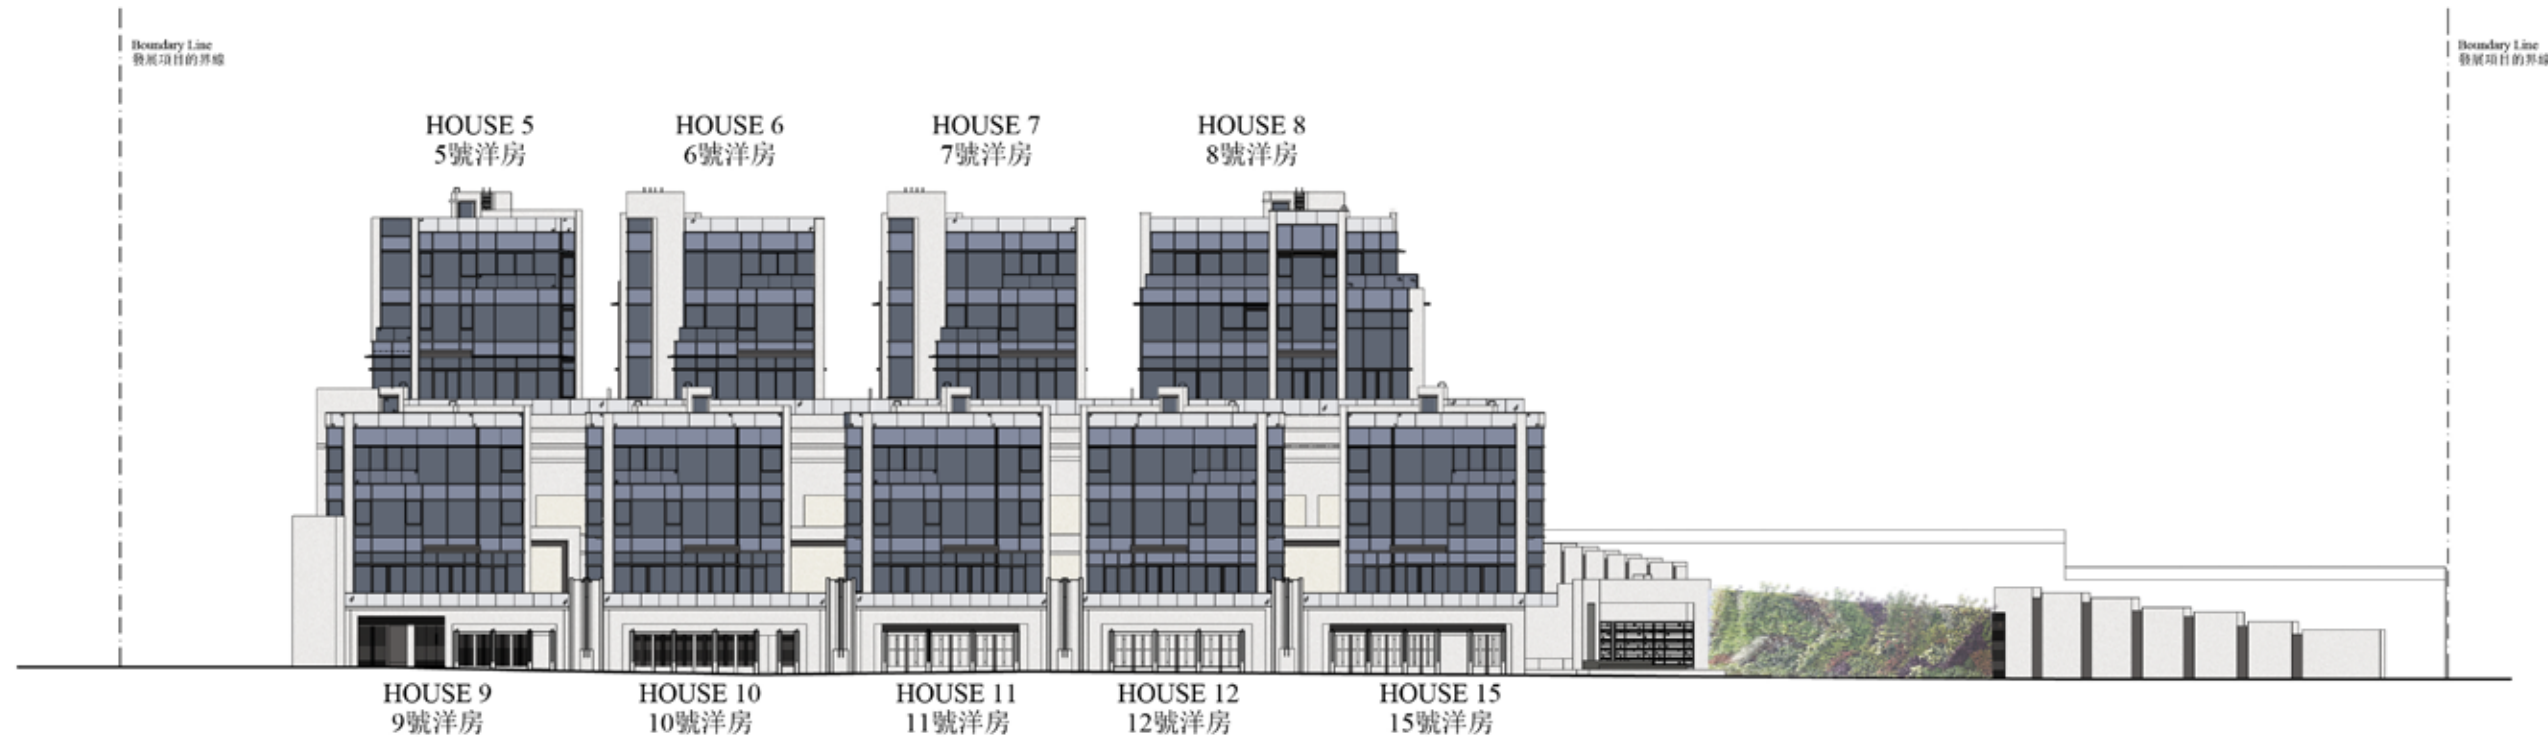 Boundary Line
發展項目的界線
Boundary Line
發展項目的界線
HOUSE 5
5號洋房
HOUSE 6
6號洋房
HOUSE 7
7號洋房
HOUSE 8
8號洋房
HOUSE 9
9號洋房
HOUSE 10
10號洋房
HOUSE 11
11號洋房
HOUSE 12
12號洋房
HOUSE 15
15號洋房